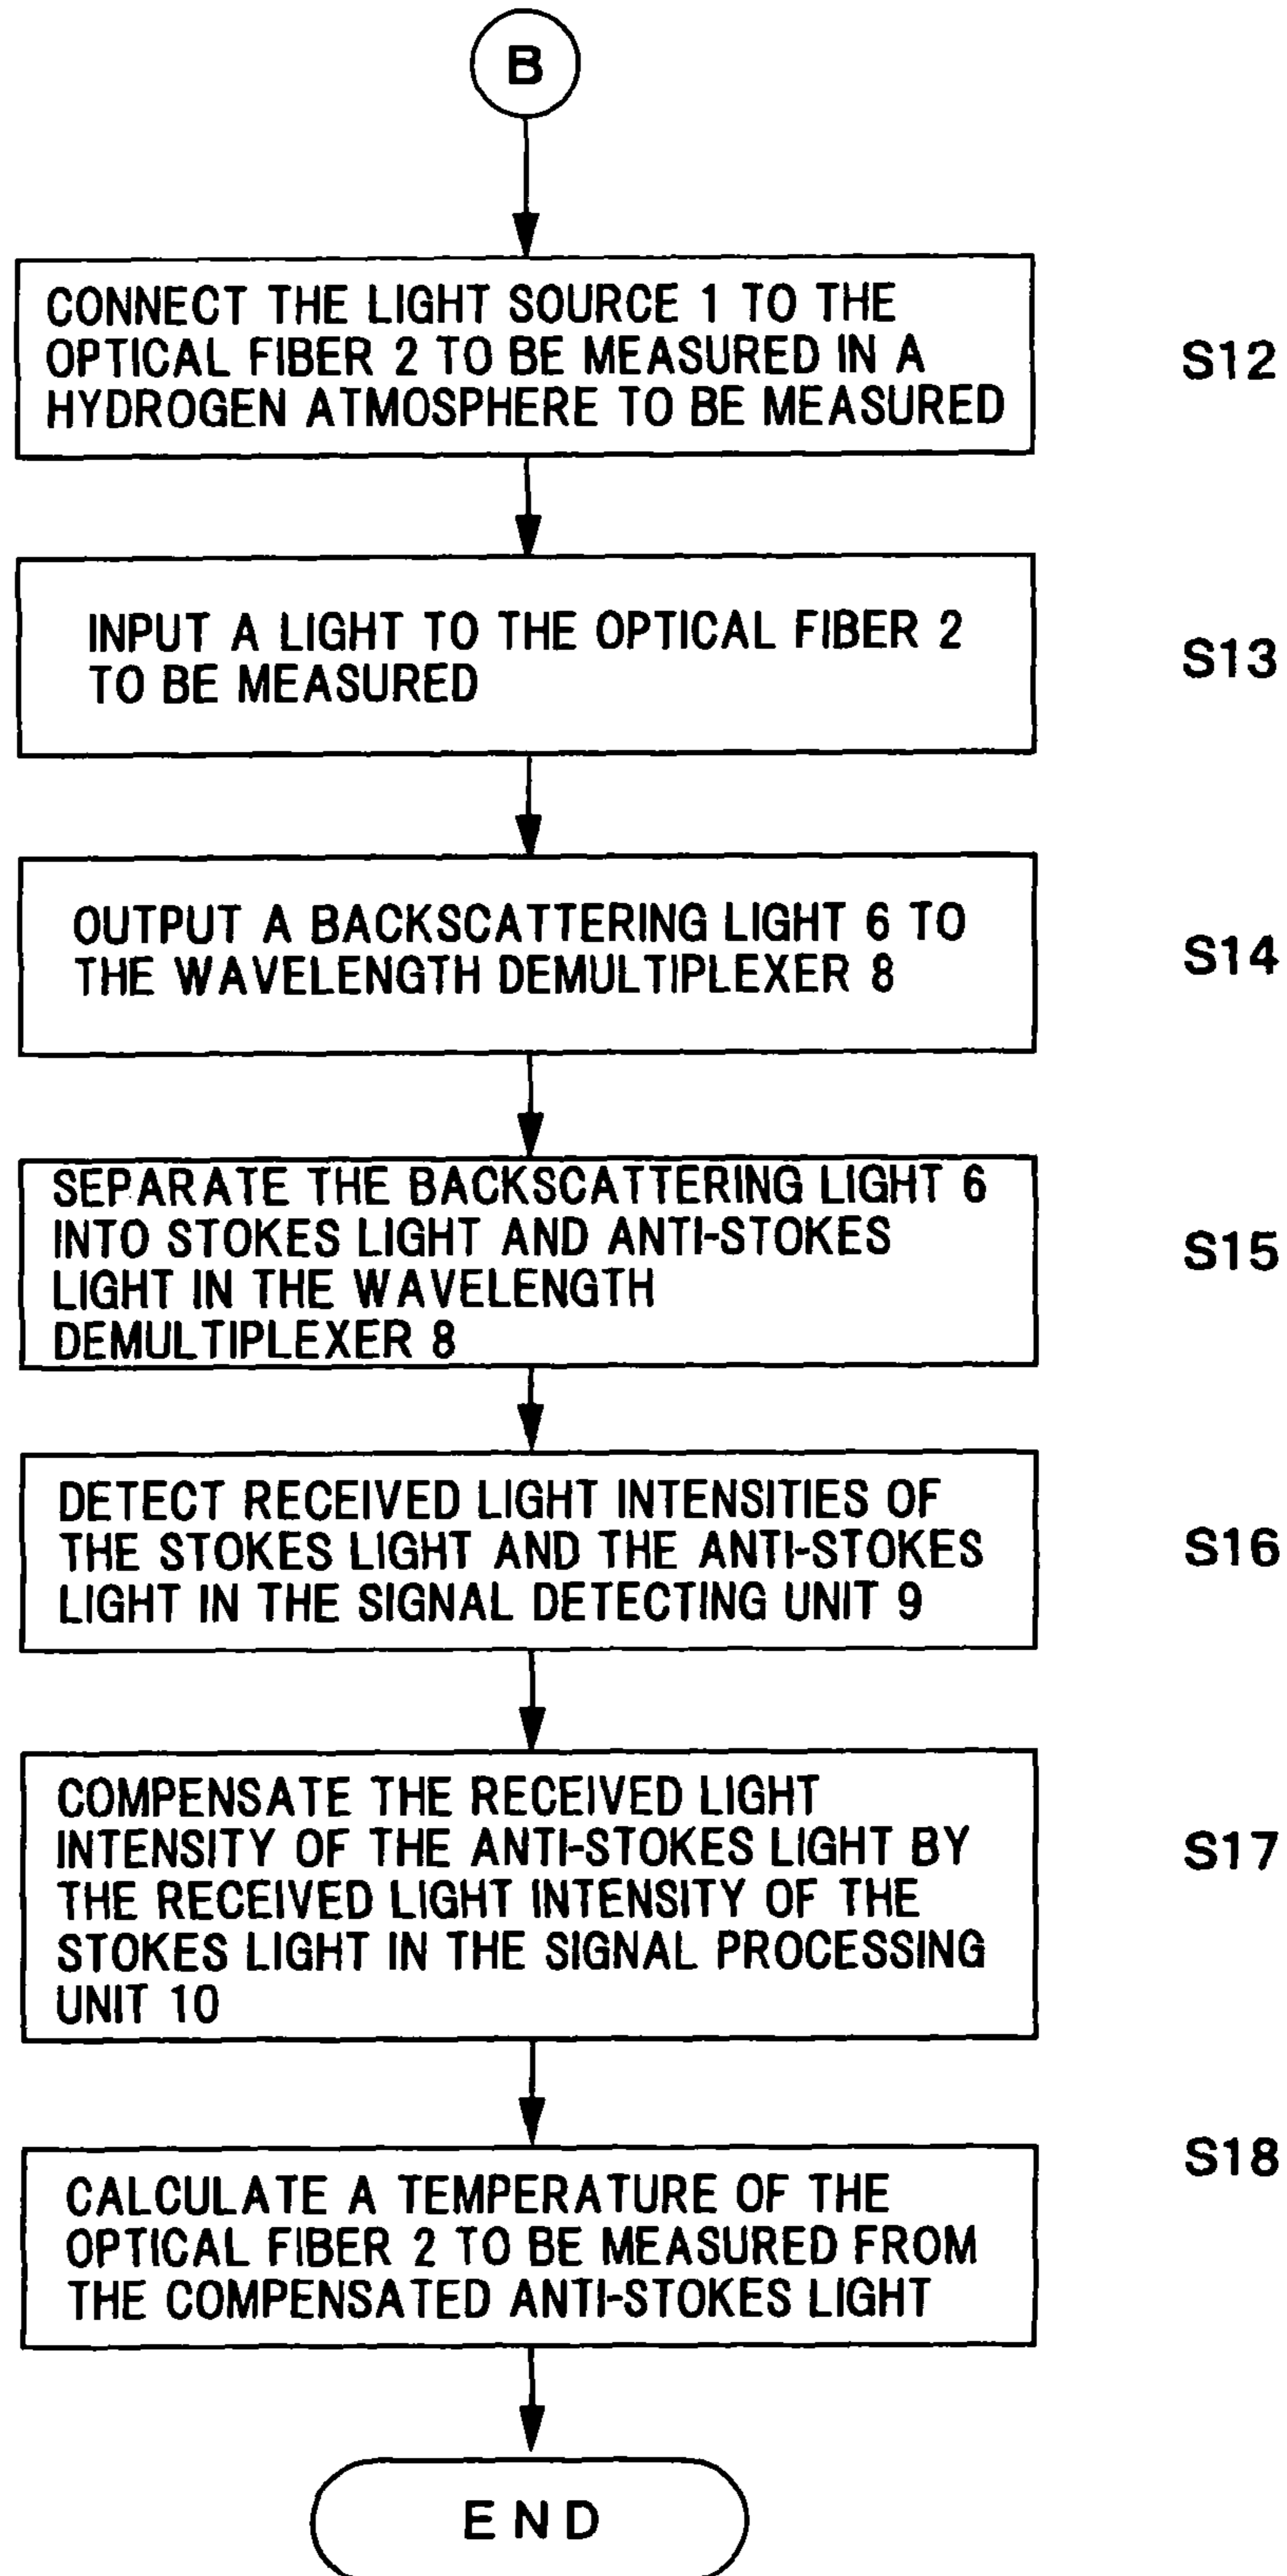 B
CONNECT THE LIGHT SOURCE 1 TO THE
OPTICAL FIBER 2 TO BE MEASURED IN A
HYDROGEN ATMOSPHERE TO BE MEASURED
S12
INPUT A LIGHT TO THE OPTICAL FIBER 2
TO BE MEASURED
S13
OUTPUT A BACKSCATTERING LIGHT 6 TO
THE WAVELENGTH DEMULTIPLEXER 8
S14
SEPARATE THE BACKSCATTERING LIGHT 6
INTO STOKES LIGHT AND ANTI-STOKES
LIGHT IN THE WAVELENGTH
DEMULTIPLEXER 8
S15
DETECT RECEIVED LIGHT INTENSITIES OF
THE STOKES LIGHT AND THE ANTI-STOKES
LIGHT IN THE SIGNAL DETECTING UNIT 9
S16
COMPENSATE THE RECEIVED LIGHT
INTENSITY OF THE ANTI-STOKES LIGHT BY
THE RECEIVED LIGHT INTENSITY OF THE
STOKES LIGHT IN THE SIGNAL PROCESSING
UNIT 10
S17
CALCULATE A TEMPERATURE OF THE
OPTICAL FIBER 2 TO BE MEASURED FROM
THE COMPENSATED ANTI-STOKES LIGHT
S18
END